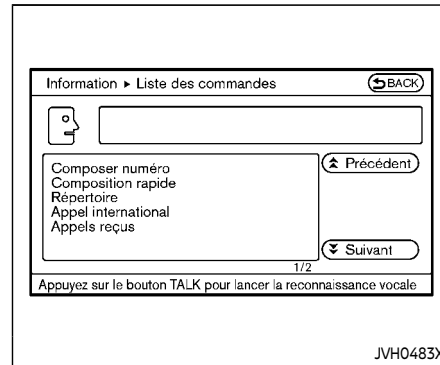 Information ▸ Liste des commandes
BACK
Composer numéro
Composition rapide
Répertoire
Appel international
Appels reçus
Précédent
Suivant
1/2
Appuyez sur le bouton TALK pour lancer la reconnaissance vocale
JVH0483X